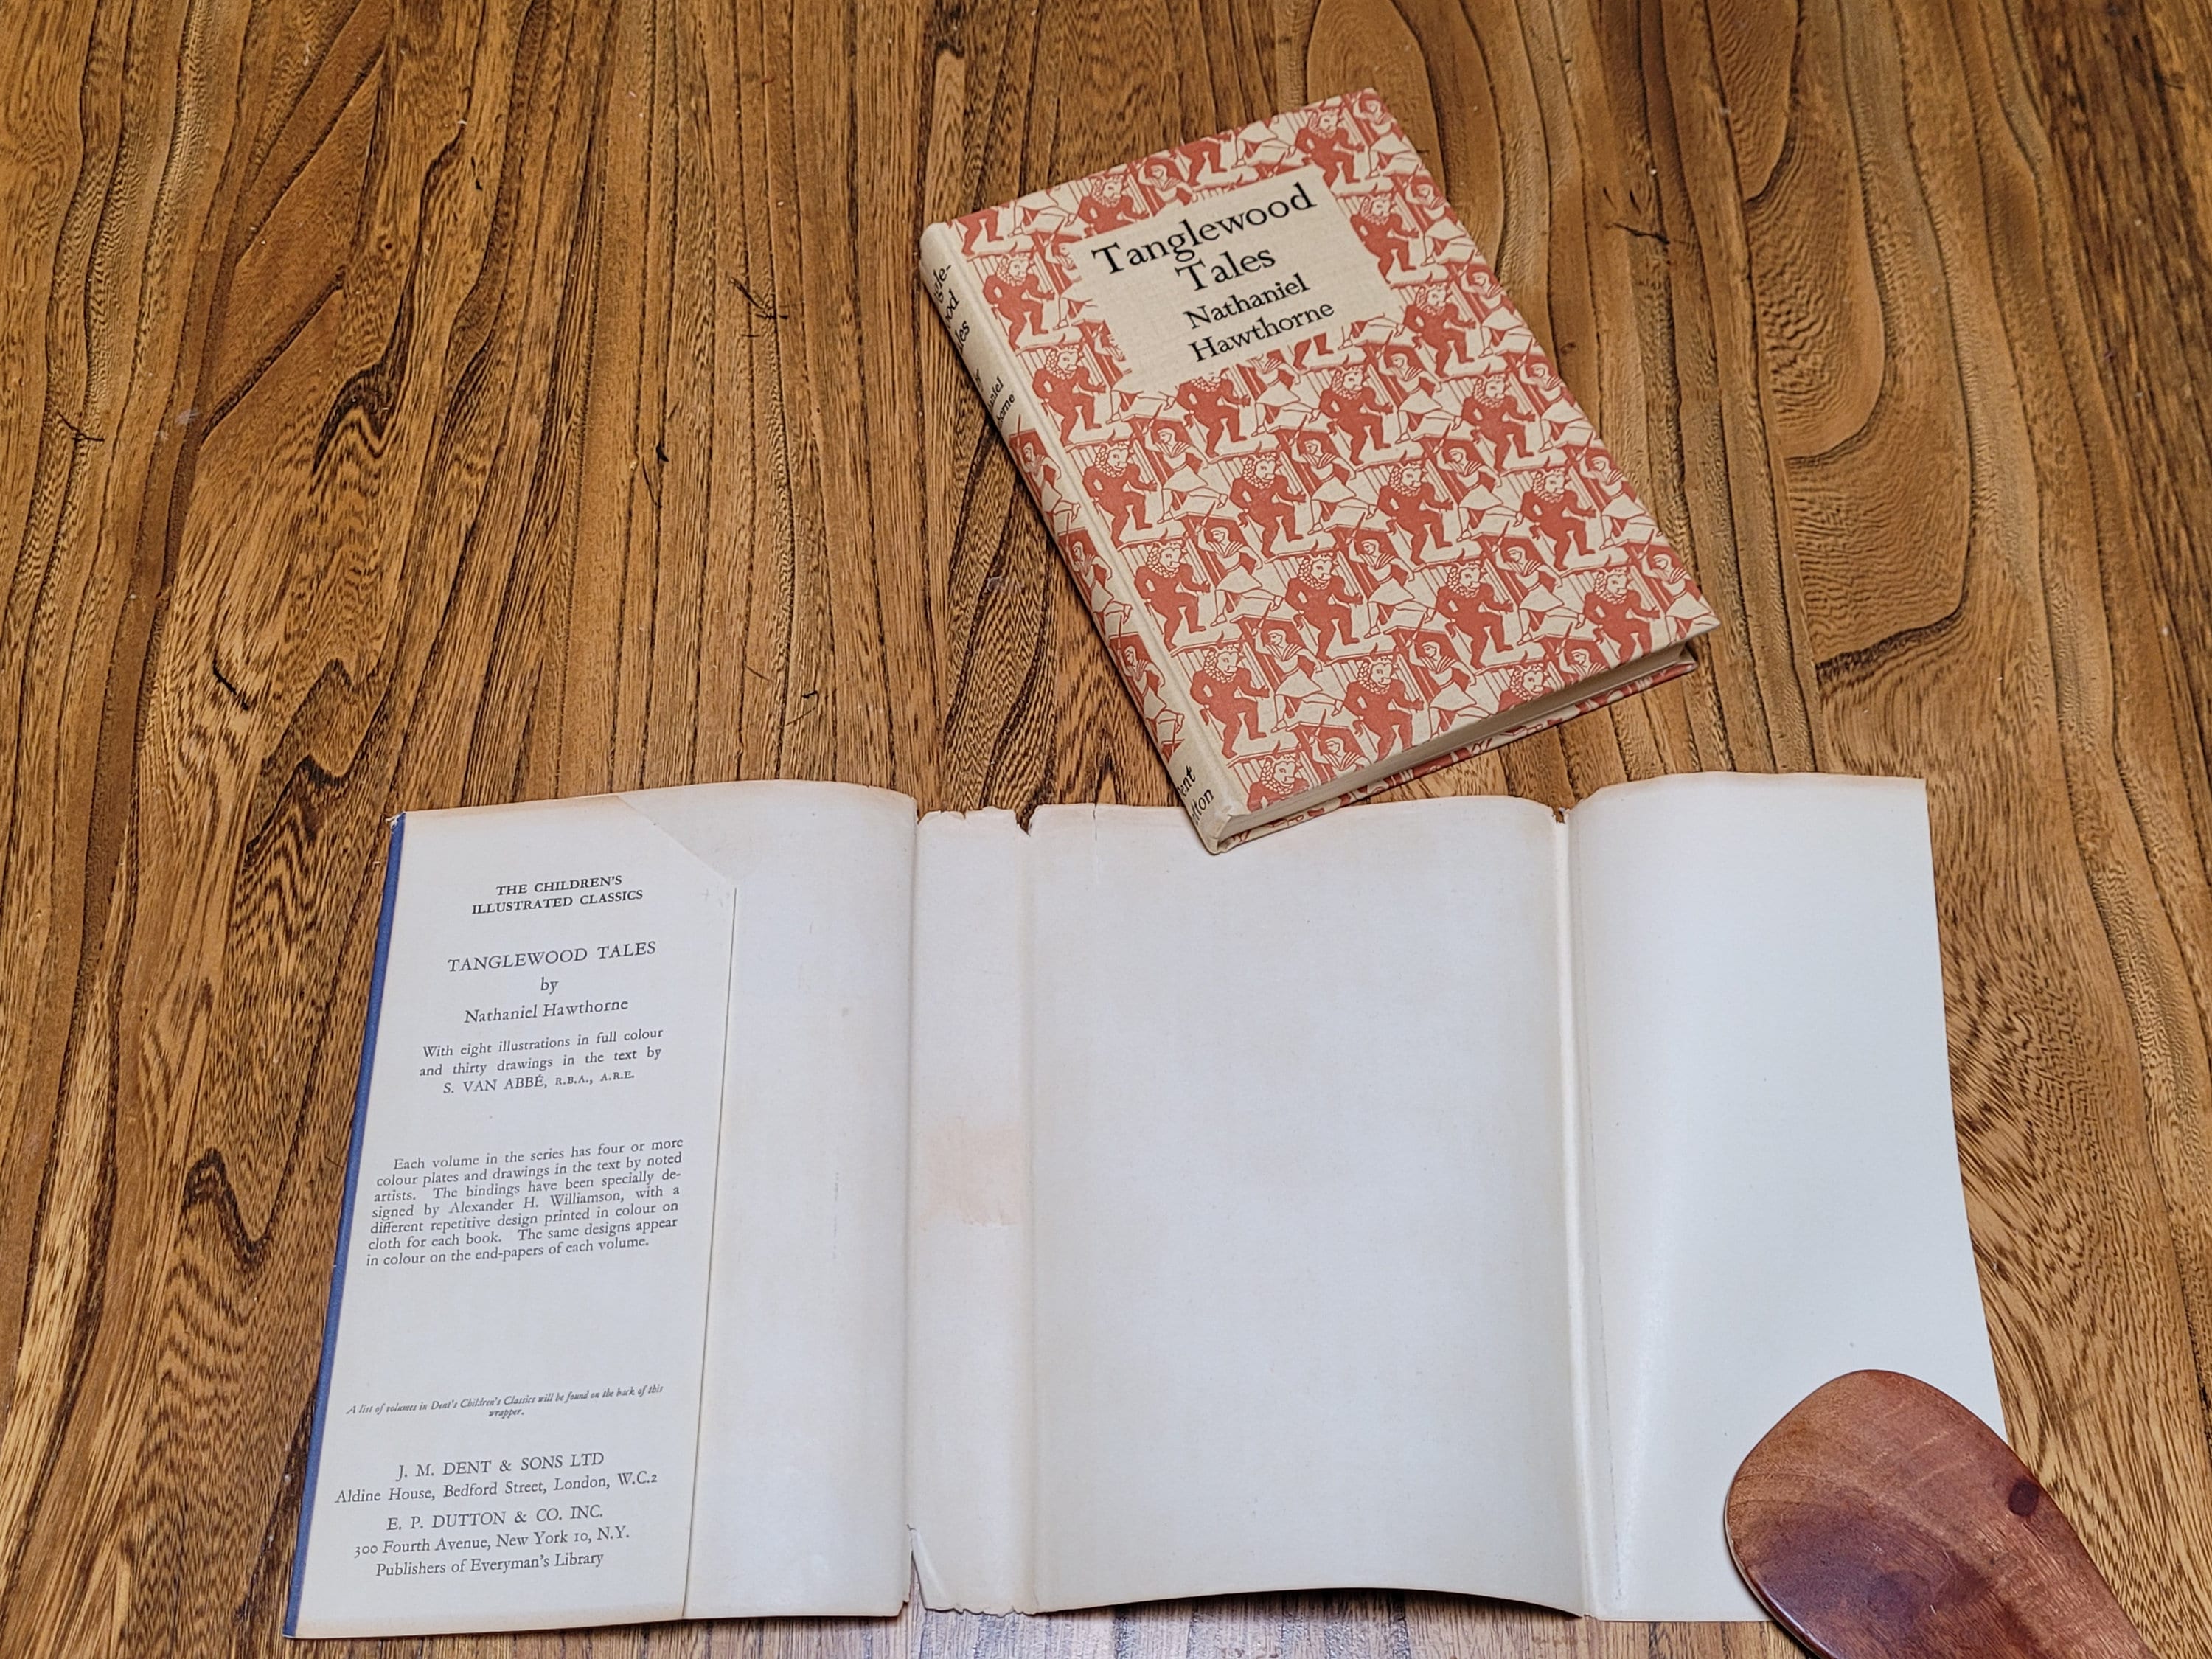 Tanglewood
Tales
Nathaniel
Hawthorne
THE CHILDREN'S
ILLUSTRATED CLASSICS
TANGLEWOOD TALES
by
Nathaniel Hawthorne
With eight illustrations in full colour
and thirty drawings in the text by
S. VAN ABBÉ, R.B.A., A.R.E.
Each volume in the series has four or more
colour plates and drawings in the text by noted
artists. The bindings have been specially de-
signed by Alexander H. Williamson, with a
different repetitive design printed in colour on
cloth for each book. The same designs appear
in colour on the end-papers of each volume.
A list of volumes in Dent's Children's Classics will be found on the back of this
wrapper.
J. M. DENT & SONS LTD
Aldine House, Bedford Street, London, W.C.2
E. P. DUTTON & CO. INC.
300 Fourth Avenue, New York 10, N.Y.
Publishers of Everyman's Library